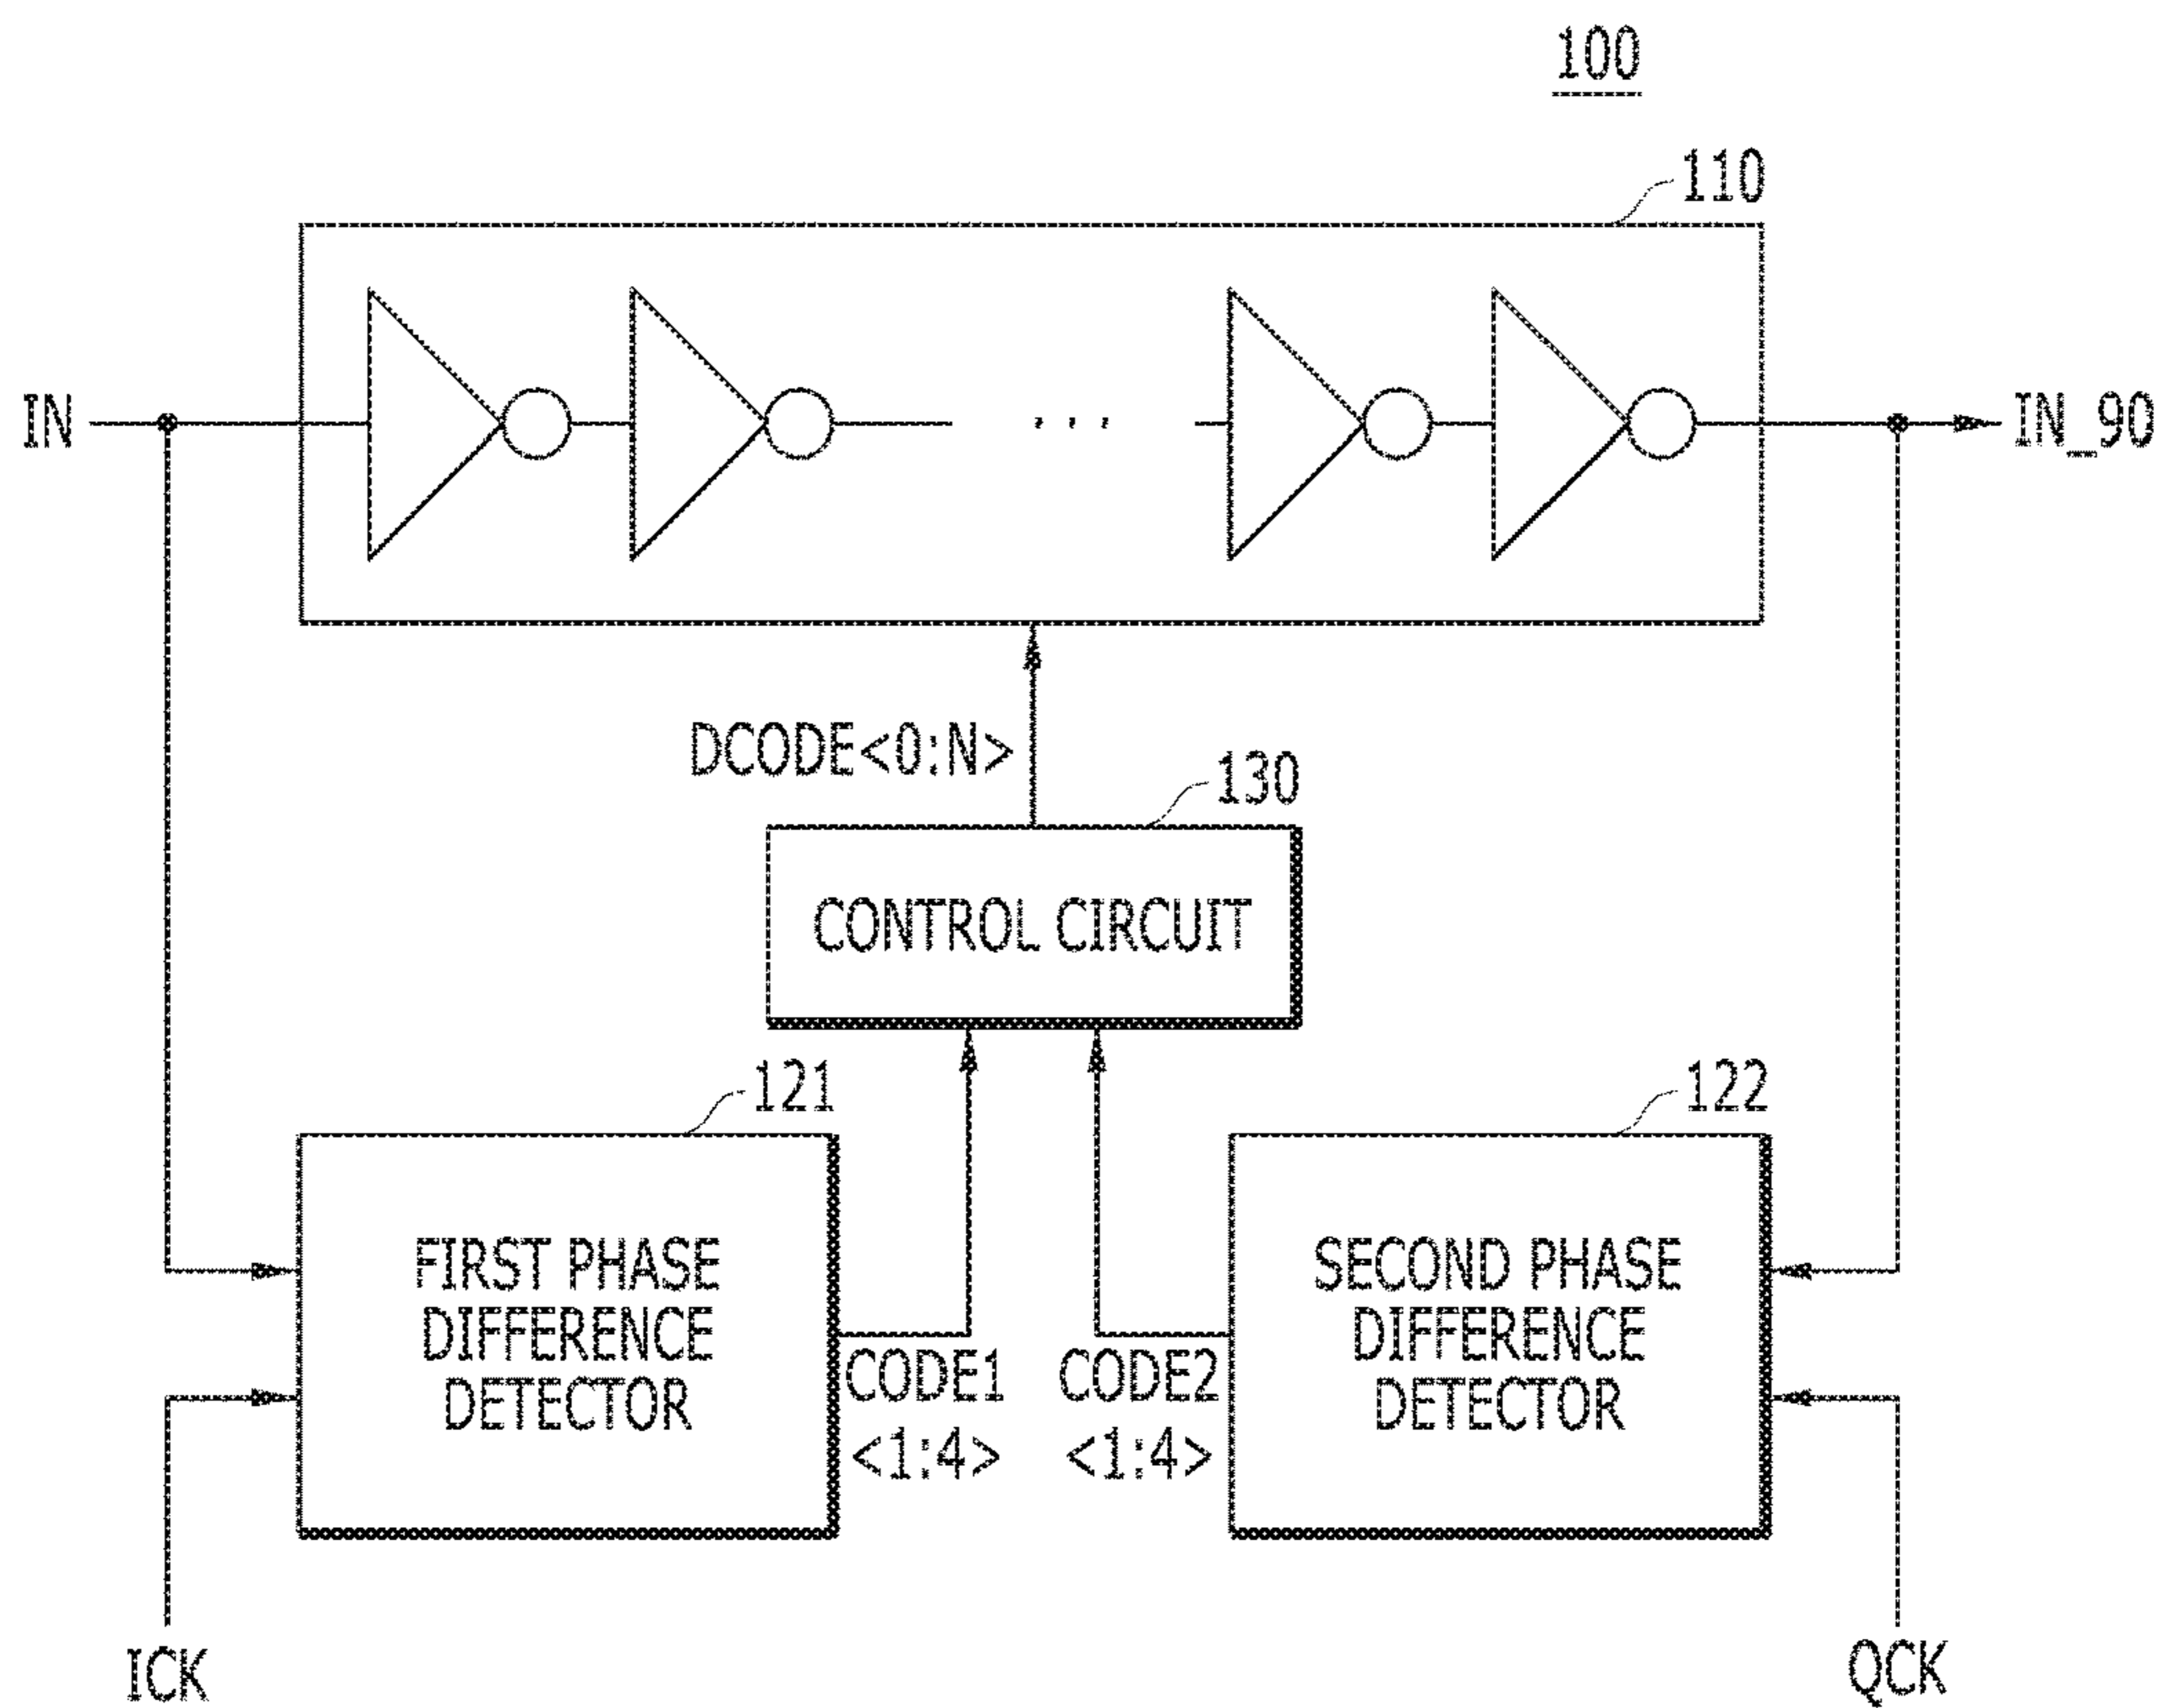 100
110
IN
...
IN_90
DCODE<0:N>
130
CONTROL CIRCUIT
121
122
FIRST PHASE
DIFFERENCE
DETECTOR
CODE1
<1:4>
CODE2
<1:4>
SECOND PHASE
DIFFERENCE
DETECTOR
ICK
QCK